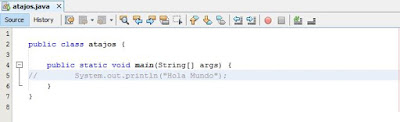 atajos.java
Source History
1
2 public class atajos {
3
4 public static void main(String[] args) {
5 // System.out.println("Hola Mundo");
6 }
7 }
8